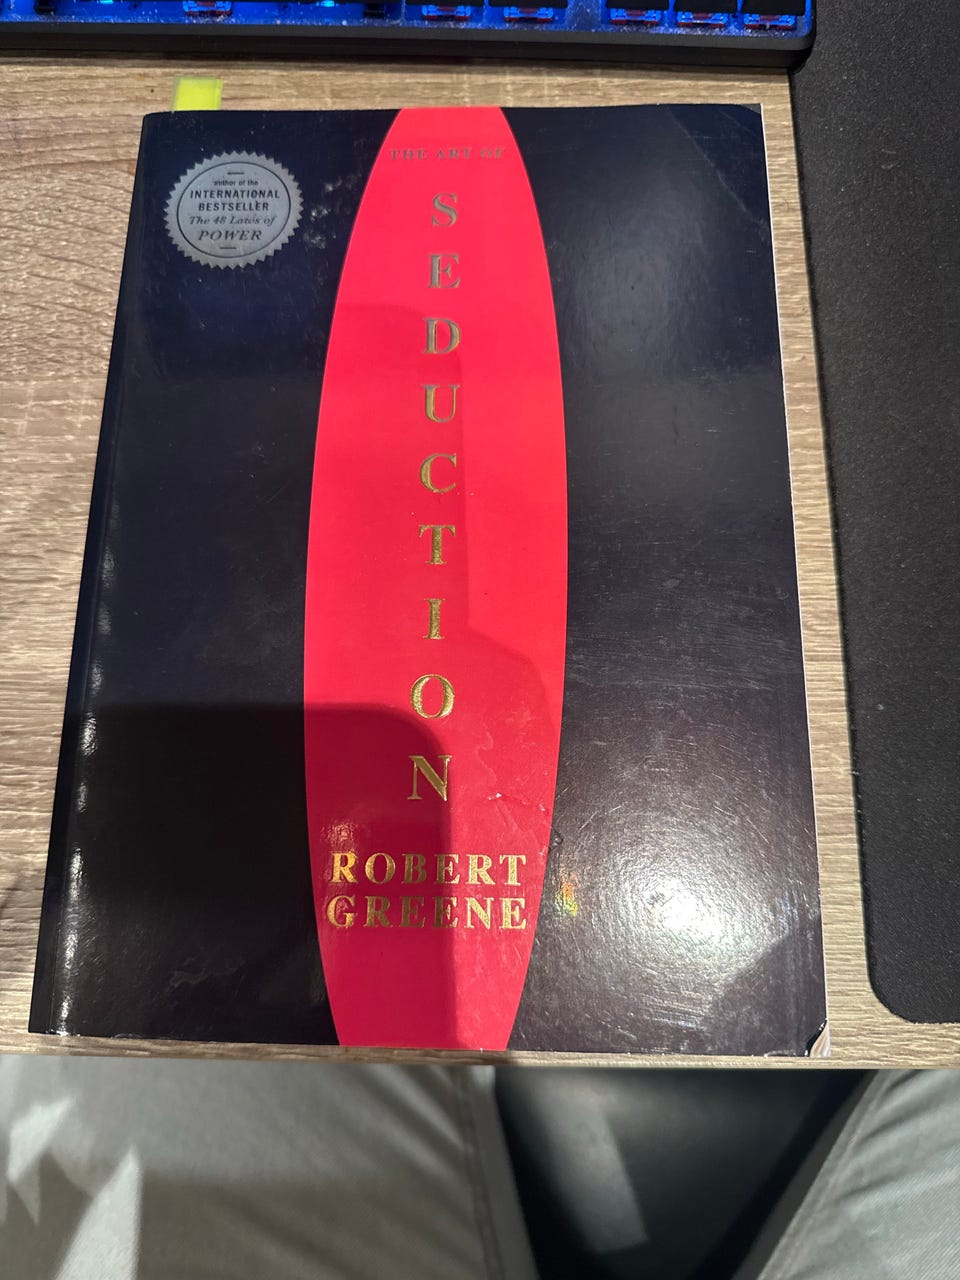 author of the
INTERNATIONAL
BESTSELLER
The 48 Laws of
POWER
THE ART OF
SEDUCTION
ROBERT
GREENE